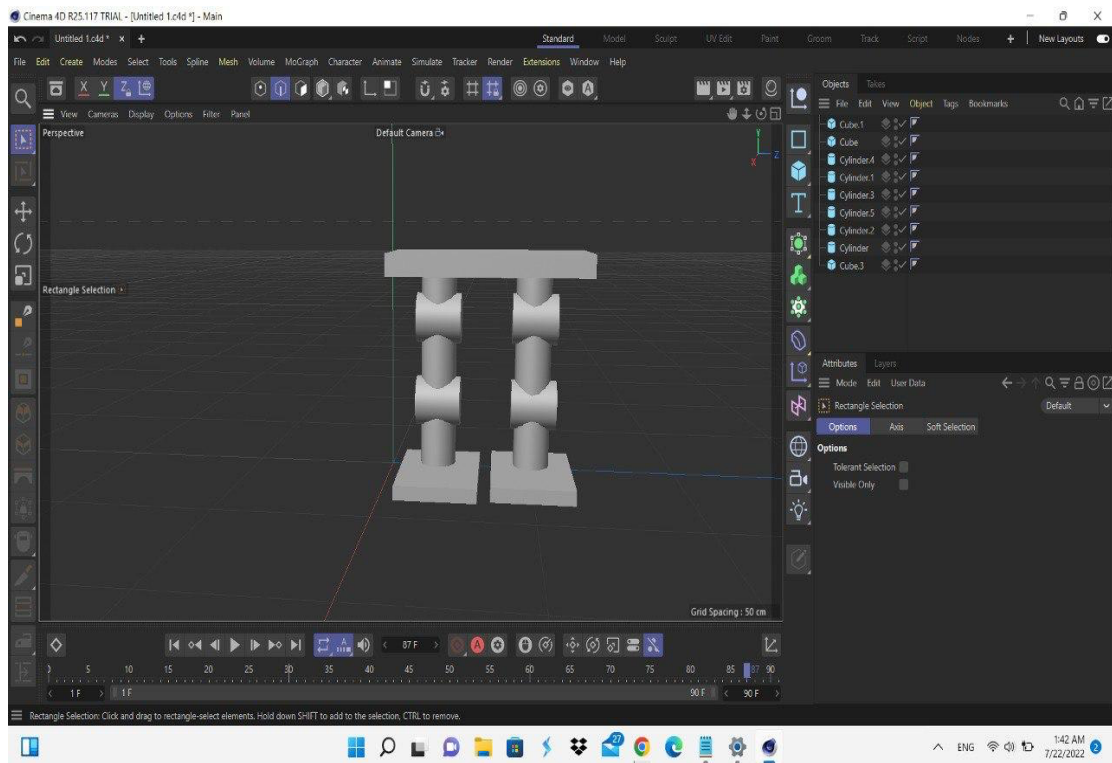 Cinema 4D R25.117 TRIAL - [Untitled 1.c4d *] - Main
Untitled 1.c4d * × + Standard Model Sculpt UV Edit Paint Groom Track Script Nodes + New Layouts
File Edit Create Modes Select Tools Spline Mesh Volume MoGraph Character Animate Simulate Tracker Render Extensions Window Help
X Y Z
Objects Takes
View Cameras Display Options Filter Panel
File Edit View Object Tags Bookmarks
Perspective
Default Camera
Y
Z
X
Cube.1
Cube
Cylinder.4
Cylinder.1
Cylinder.3
Cylinder.5
Cylinder.2
Cylinder
Cube.3
Rectangle Selection
Attributes Layers
Mode Edit User Data
Rectangle Selection Default
Options Axis Soft Selection
Options
Tolerant Selection
Visible Only
Grid Spacing : 50 cm
87 F
5 10 15 20 25 30 35 40 45 50 55 60 65 70 75 80 85 87 90
1 F 1 F 90 F 90 F
Rectangle Selection: Click and drag to rectangle-select elements. Hold down SHIFT to add to the selection, CTRL to remove.
27
ENG
1:42 AM
7/22/2022
2